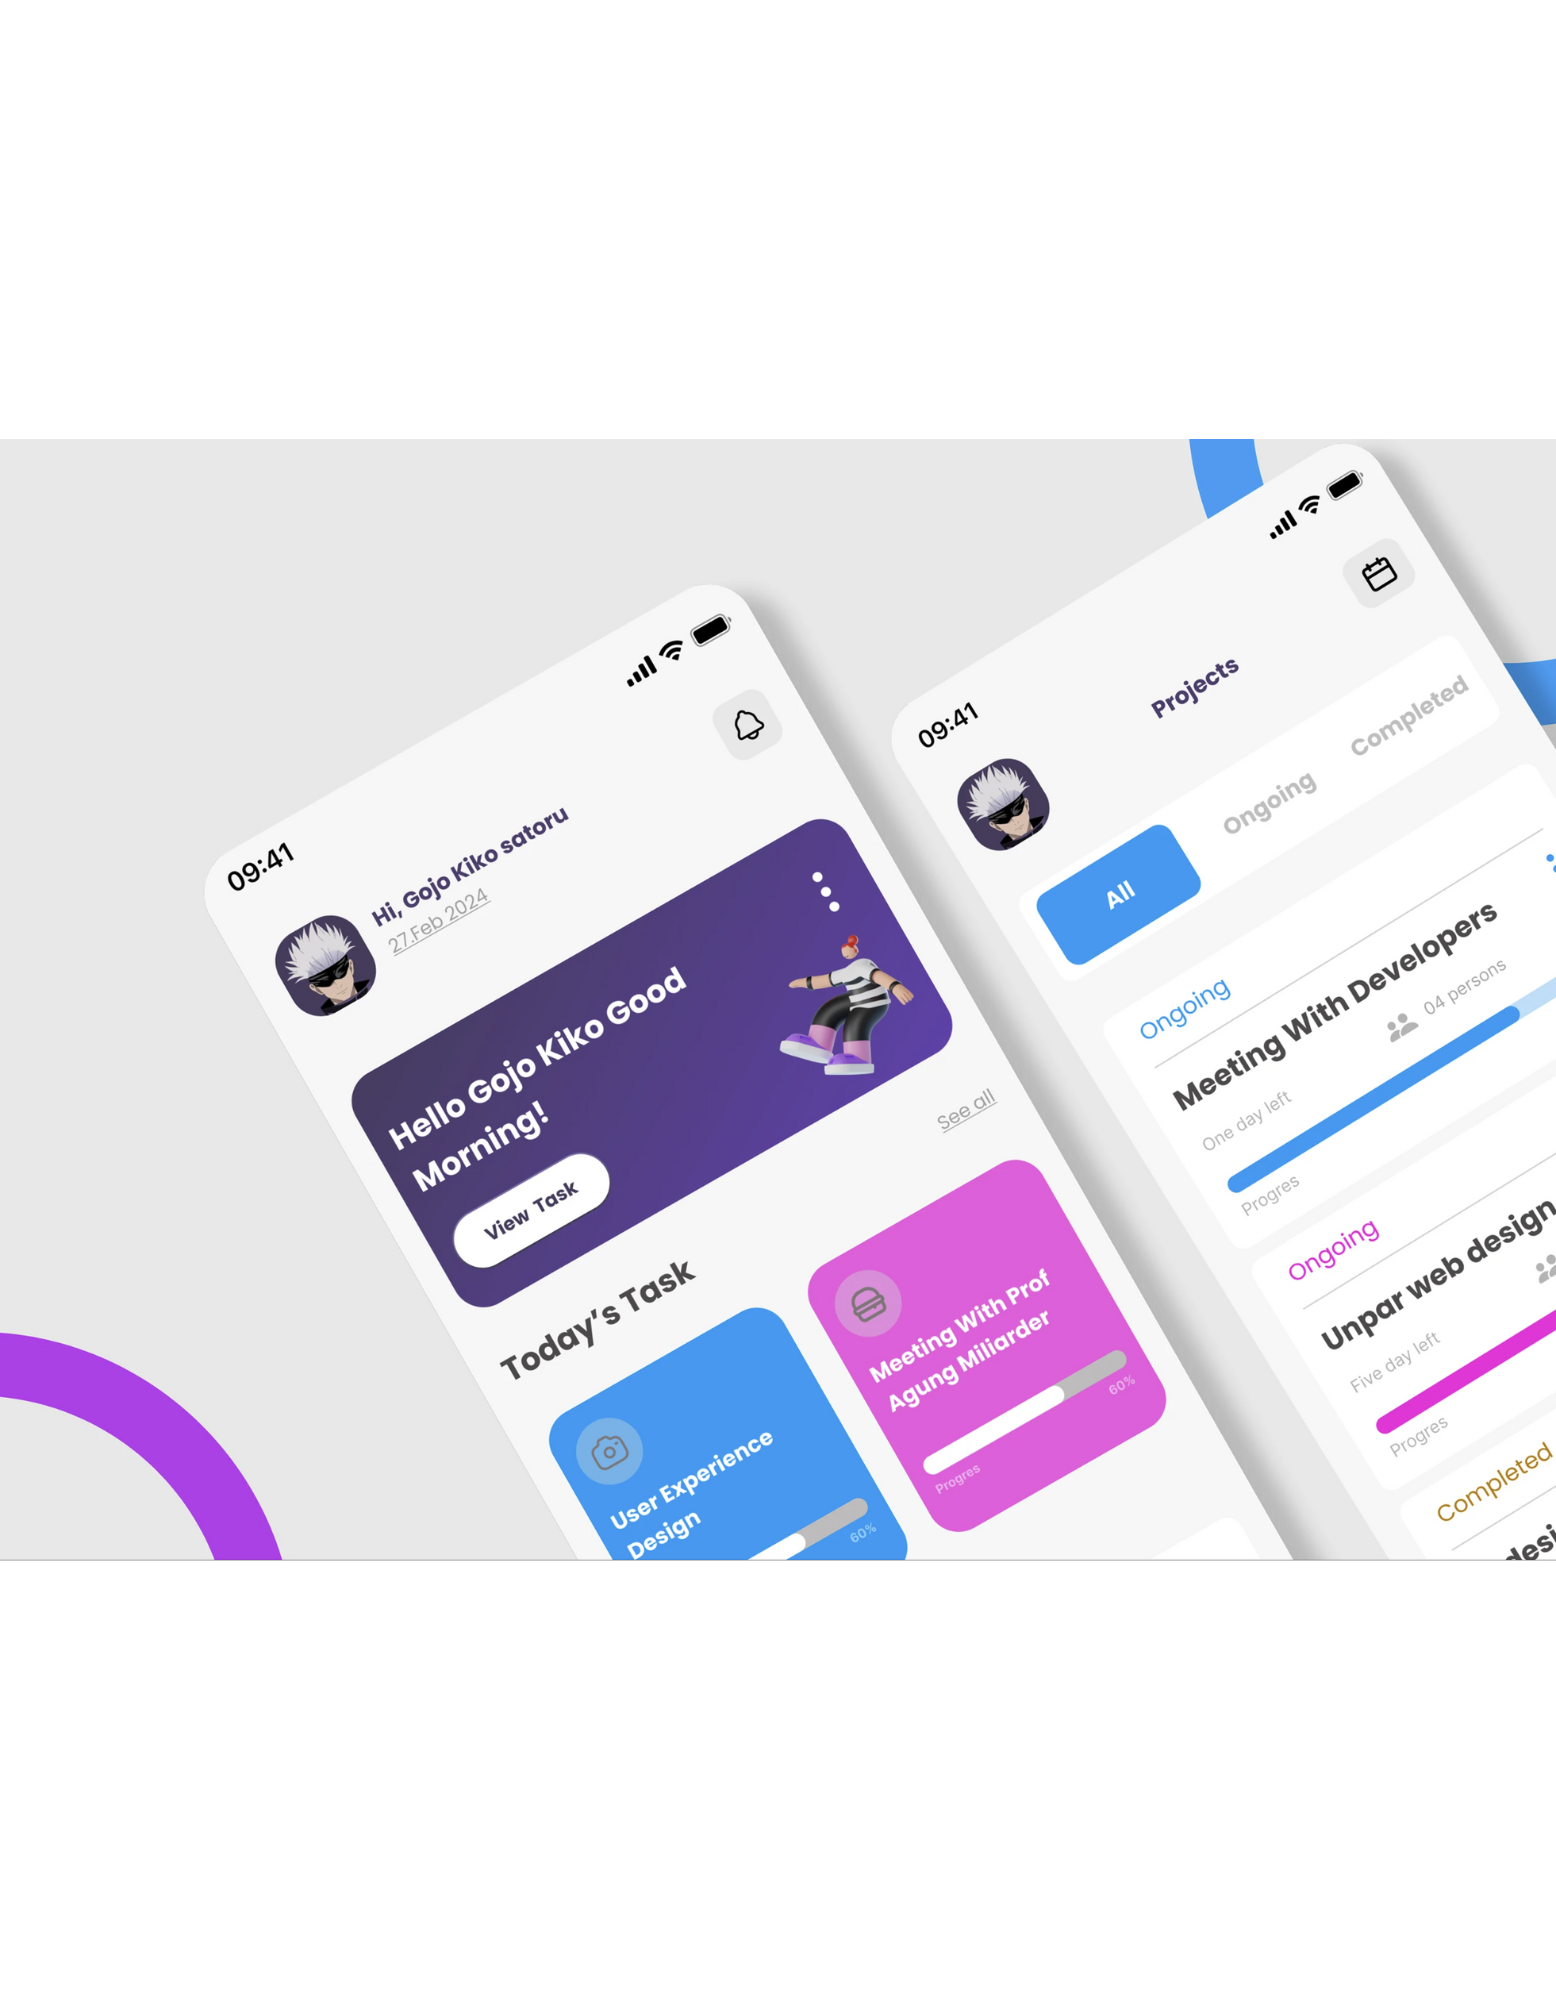 09:41
Hi, Gojo Kiko satoru
27.Feb 2024
Hello Gojo Kiko Good
Morning!
View Task
Today's Task
See all
User Experience
Design
60%
Meeting With Prof
Agung Miliarder
Progres
60%
09:41
Projects
All
Ongoing
Completed
Ongoing
Meeting With Developers
One day left
04 persons
Progres
Ongoing
Unpar web design
Five day left
Progres
Completed